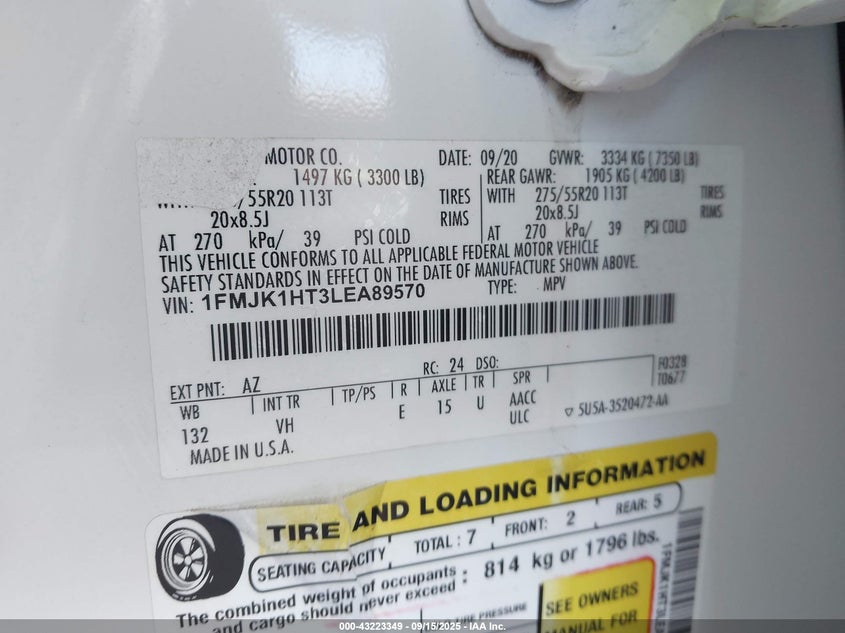 MOTOR CO. DATE: 09/20 GVWR: 3334 KG ( 7350 LB)
1497 KG ( 3300 LB) REAR GAWR: 1905 KG ( 4200 LB)
/55R20 113T TIRES WITH 275/55R20 113T TIRES
20x8.5J RIMS 20x8.5J RIMS
AT 270 kPa/ 39 PSI COLD AT 270 kPa/ 39 PSI COLD
THIS VEHICLE CONFORMS TO ALL APPLICABLE FEDERAL MOTOR VEHICLE
SAFETY STANDARDS IN EFFECT ON THE DATE OF MANUFACTURE SHOWN ABOVE.
VIN: 1FMJK1HT3LEA89570 TYPE: MPV
EXT PNT: AZ RC: 24 DSO: F0328
T0677
WB INT TR TP/PS R AXLE TR SPR
132 VH E 15 U AACC
ULC
5U5A-3520472-AA
MADE IN U.S.A.
TIRE AND LOADING INFORMATION
SEATING CAPACITY TOTAL : 7 FRONT: 2 REAR: 5
The combined weight of occupants : 814 kg or 1796 lbs.
and cargo should never exceed :
TIRE PRESSURE
SEE OWNERS
MANUAL FOR
000-43223349 - 09/15/2025 - IAA Inc.